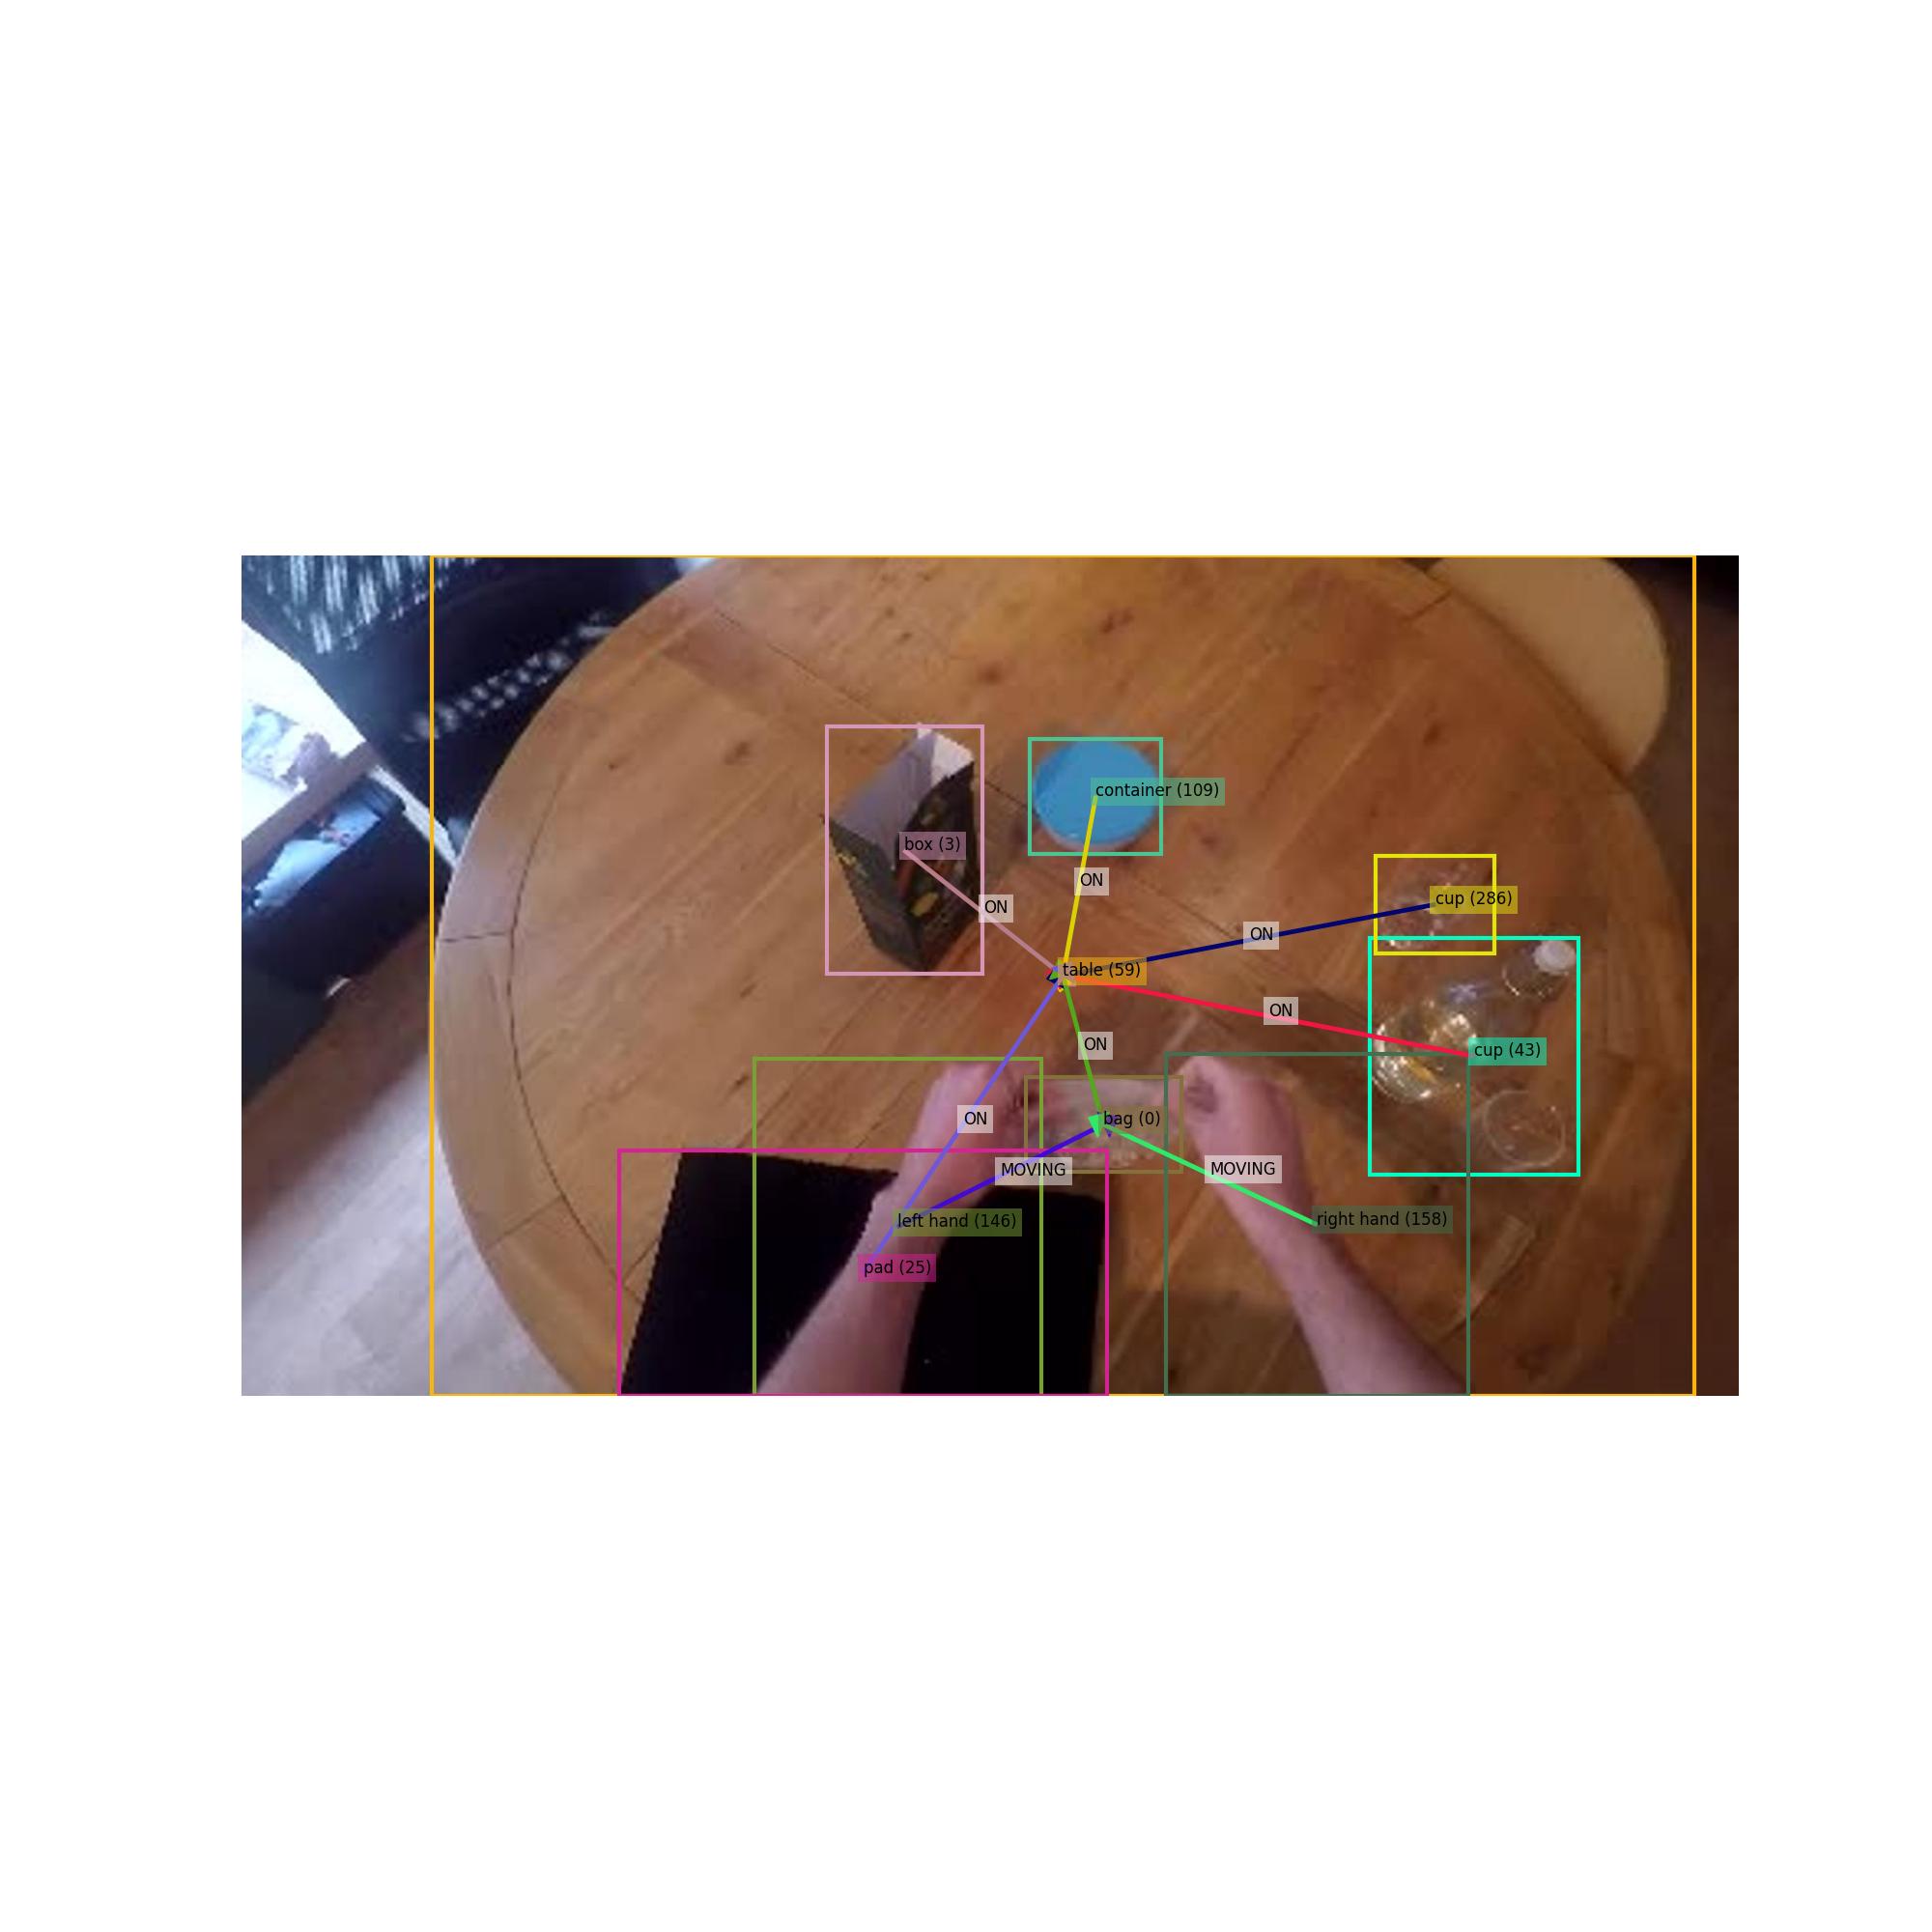 container (109)
box (3)
ON
cup (286)
ON
ON
table (59)
ON
ON
cup (43)
ON
bag (0)
MOVING
MOVING
left hand (146)
right hand (158)
pad (25)